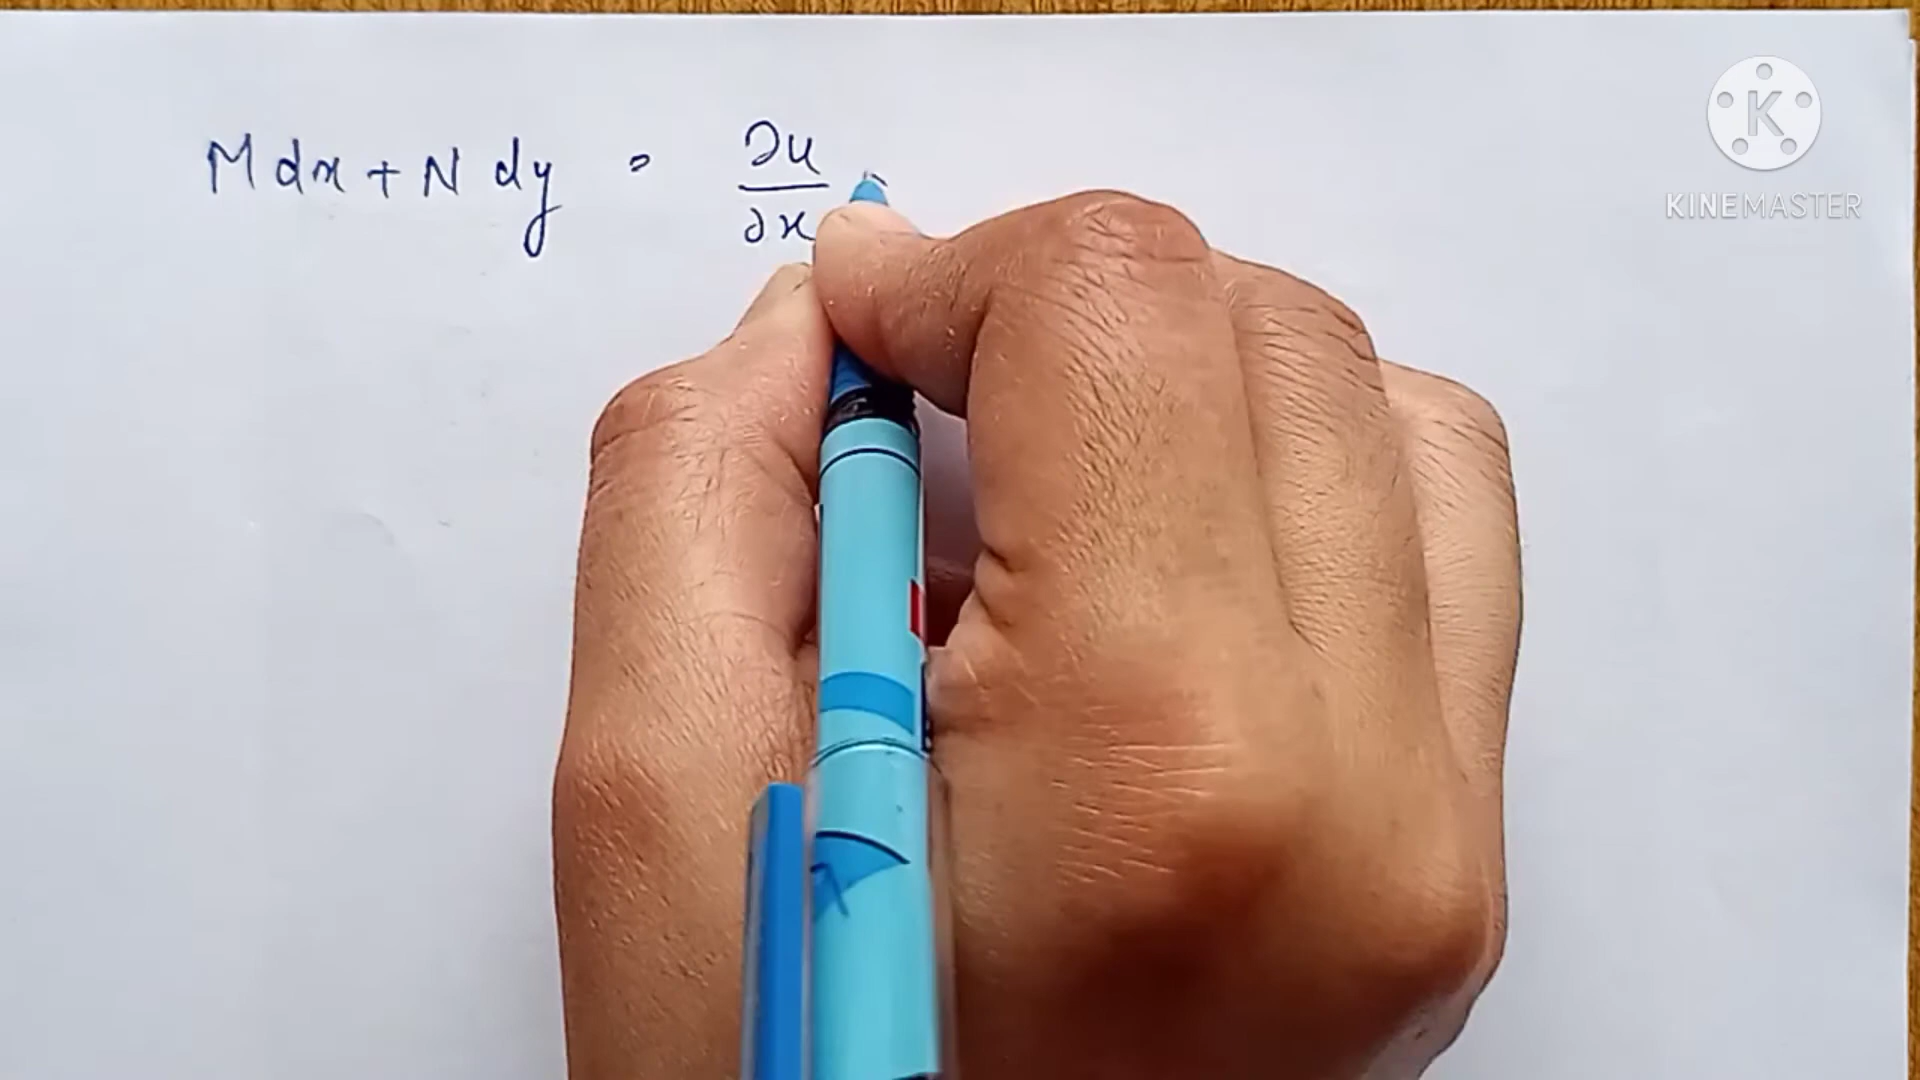 M dx + N dy = ∂u/∂x
K
KINEMASTER